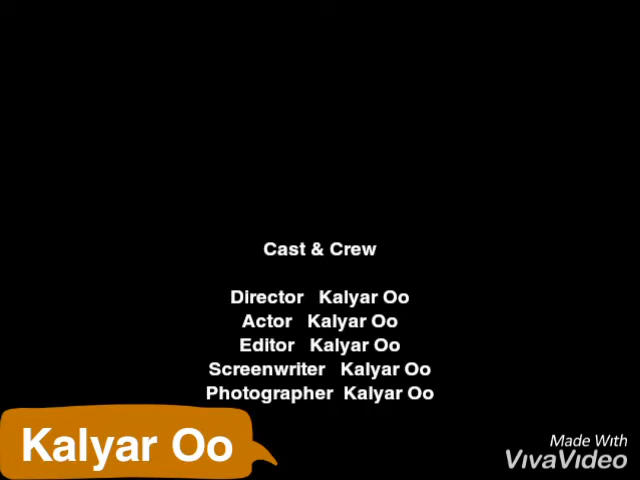 Cast & Crew
Director Kalyar Oo
Actor Kalyar Oo
Editor Kalyar Oo
Screenwriter Kalyar Oo
Photographer Kalyar Oo
Kalyar Oo
Made With
VivaVideo